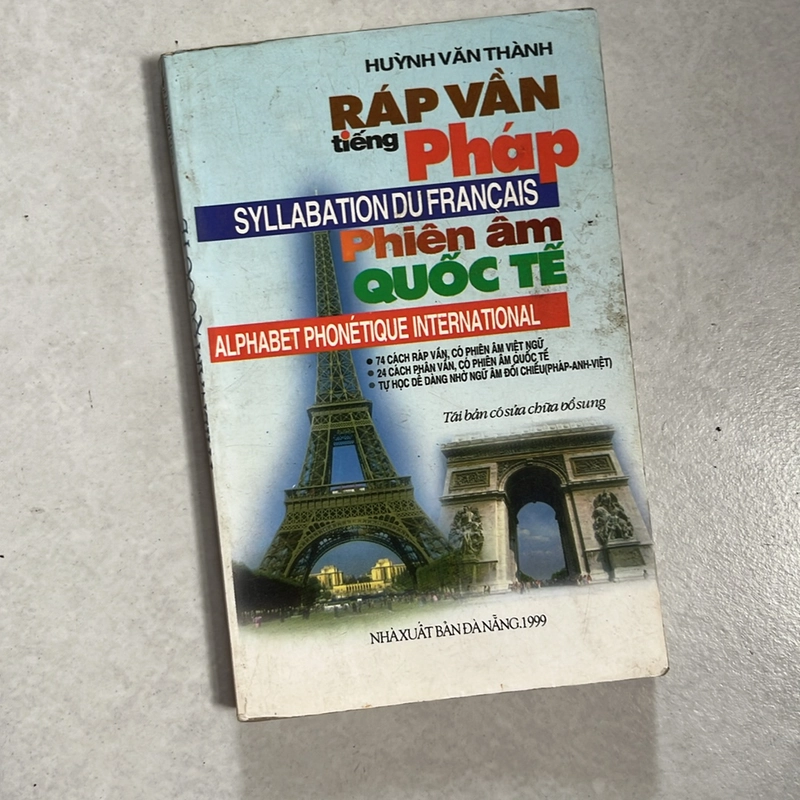 HUỲNH VĂN THÀNH
RÁP VẦN
tiếng Pháp
SYLLABATION DU FRANÇAIS
Phiên âm
QUỐC TẾ
ALPHABET PHONÉTIQUE INTERNATIONAL
● 74 CÁCH RÁP VẦN, CÓ PHIÊN ÂM VIỆT NGỮ
● 24 CÁCH PHÂN VẦN, CÓ PHIÊN ÂM QUỐC TẾ
● TỰ HỌC DỄ DÀNG NHỜ NGỮ ÂM ĐỐI CHIẾU(PHÁP-ANH-VIỆT)
Tái bản có sửa chữa bổ sung
NHÀ XUẤT BẢN ĐÀ NẴNG.1999